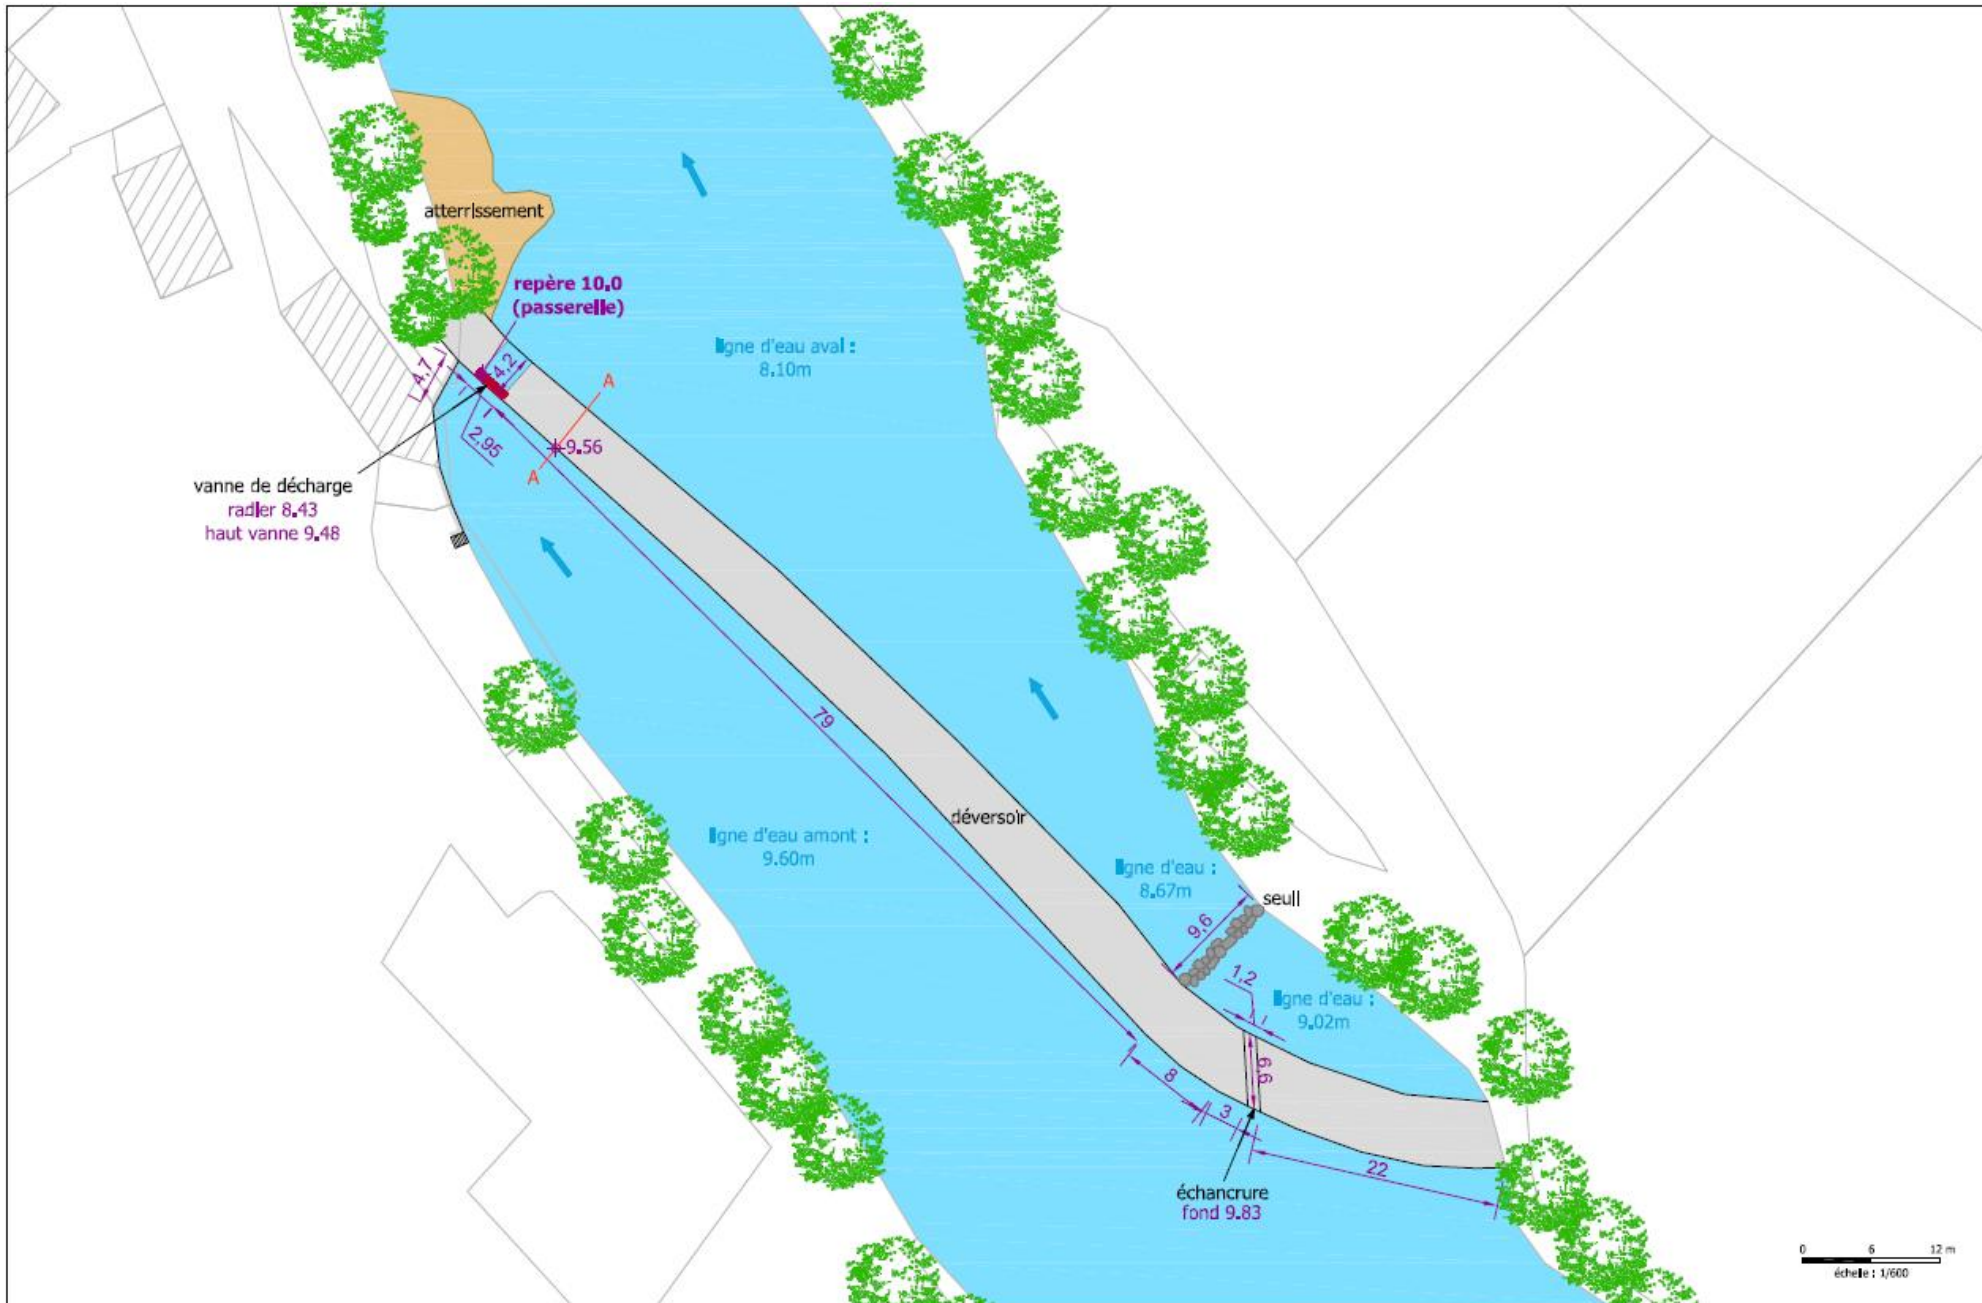 atterrissement
repère 10.0
(passerelle)
4,7
4,2
A
2,95
9.56
A
ligne d'eau aval :
8.10m
vanne de décharge
radier 8.43
haut vanne 9.48
79
ligne d'eau amont :
9.60m
déversoir
ligne d'eau :
8.67m
seuil
9,6
1,2
ligne d'eau :
9.02m
6,6
8
3
22
échancrure
fond 9.83
0 6 12 m
échelle : 1/600